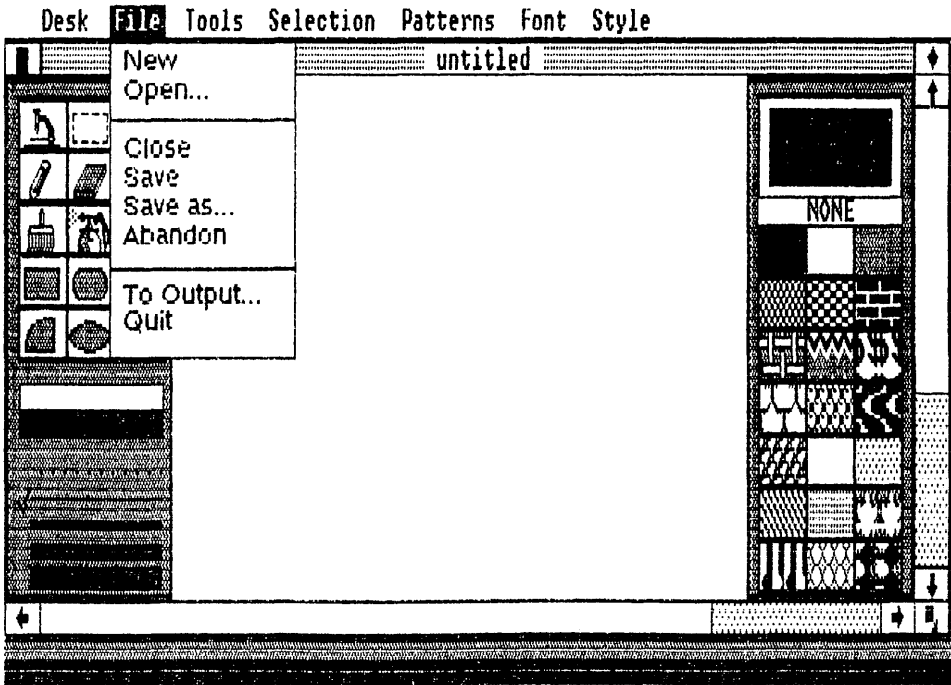 Desk File Tools Selection Patterns Font Style
untitled
New
Open...
Close
Save
Save as...
Abandon
To Output...
Quit
NONE